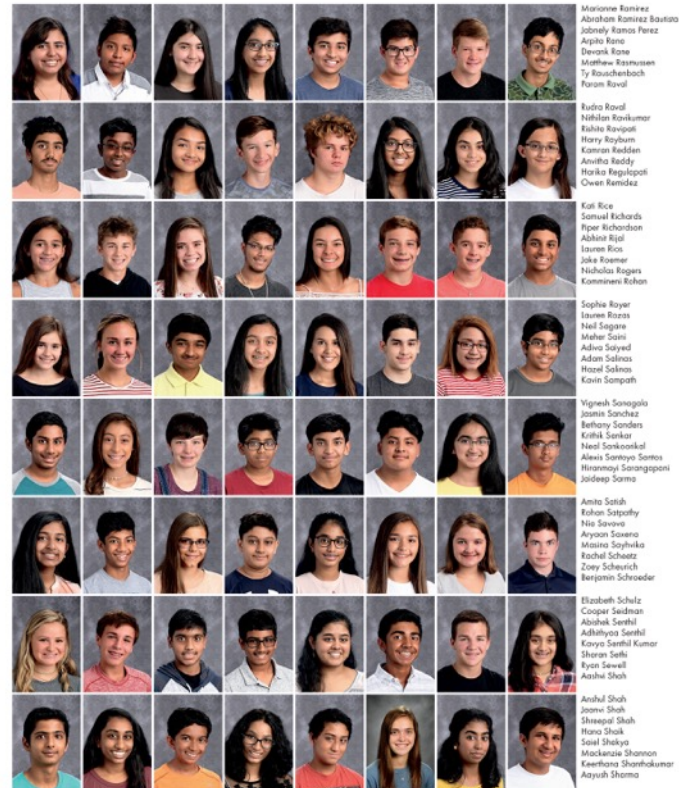 Marianne Ramirez
Abraham Ramirez Bautista
Jabnely Ramos Perez
Arpita Rane
Devank Rane
Matthew Rasmussen
Ty Rauschenbach
Param Raval
Rudra Raval
Nithilan Ravikumar
Rishita Ravipati
Harry Rayburn
Kamran Redden
Anvitha Reddy
Harika Regulapati
Owen Remidez
Kati Rice
Samuel Richards
Piper Richardson
Abhinit Rijal
Lauren Rios
Jake Roemer
Nicholas Rogers
Kommineni Rohan
Sophie Royer
Lauren Rozas
Neil Sagare
Meher Saini
Adiva Saiyed
Adam Salinas
Hazel Salinas
Kavin Sampath
Vignesh Sanagala
Jasmin Sanchez
Bethany Sanders
Krithik Sankar
Neal Sankoorikal
Alexis Santoyo Santos
Hiranmayi Sarangapani
Jaideep Sarma
Amita Satish
Rohan Satpathy
Nia Savova
Aryaan Saxena
Masina Sayhvika
Rachel Scheetz
Zoey Scheurich
Benjamin Schroeder
Elizabeth Schulz
Cooper Seidman
Abishek Senthil
Adhithyaa Senthil
Kavya Senthil Kumar
Sharan Sethi
Ryan Sewell
Aashvi Shah
Anshul Shah
Jaanvi Shah
Shreepal Shah
Hana Shaik
Saiel Shakya
Mackenzie Shannon
Keerthana Shanthakumar
Aayush Sharma